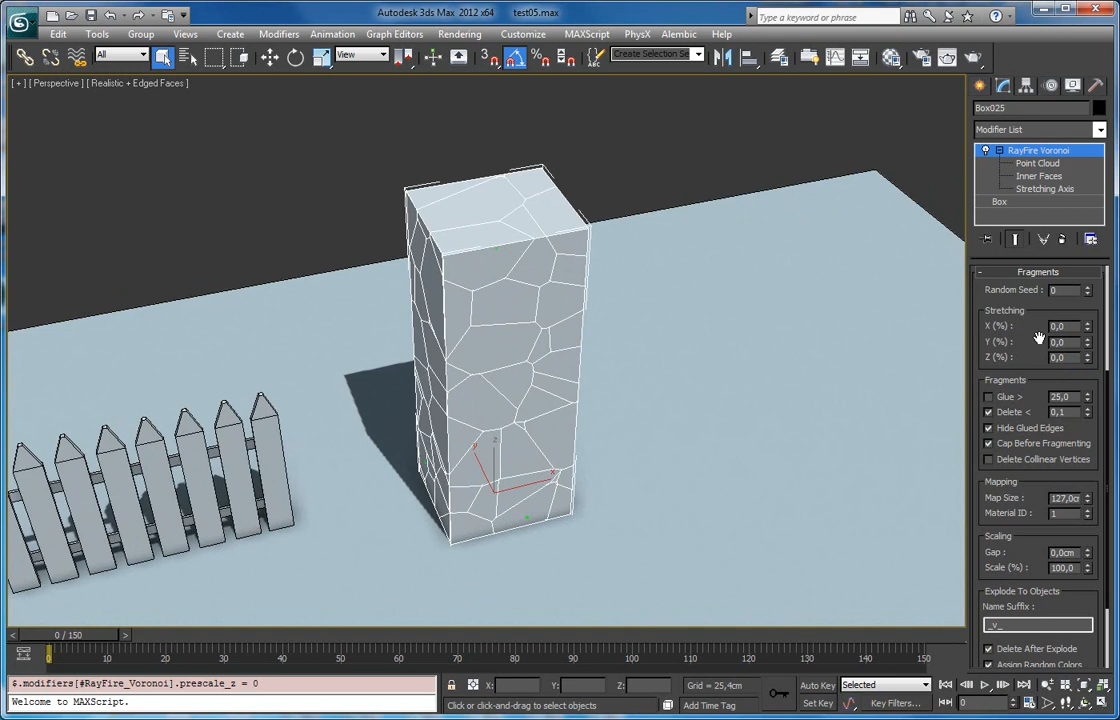 Autodesk 3ds Max 2012 x64 test05.max
Type a keyword or phrase
Edit Tools Group Views Create Modifiers Animation Graph Editors Rendering Customize MAXScript PhysX Alembic Help
All View 3 Create Selection Se
[ + ] [ Perspective ] [ Realistic + Edged Faces ]
Box025
Modifier List
RayFire Voronoi
Point Cloud
Inner Faces
Stretching Axis
Box
- Fragments
Random Seed : 0
Stretching
X (%) : 0,0
Y (%) : 0,0
Z (%) : 0,0
Fragments
Glue > 25,0
Delete < 0,1
Hide Glued Edges
Cap Before Fragmenting
Delete Collinear Vertices
Mapping
Map Size : 127,0cm
Material ID : 1
Scaling
Gap : 0,0cm
Scale (%) : 100,0
Explode To Objects
Name Suffix :
_v_
Delete After Explode
Assign Random Colors
z
y
x
< 0 / 150 >
0 10 20 30 40 50 60 70 80 90 100 110 120 130 140 150
$.modifiers[#RayFire_Voronoi].prescale_z = 0
Welcome to MAXScript.
X: Y: Z: Grid = 25,4cm
Click or click-and-drag to select objects
Add Time Tag
Auto Key Selected
Set Key Key Filters...
0